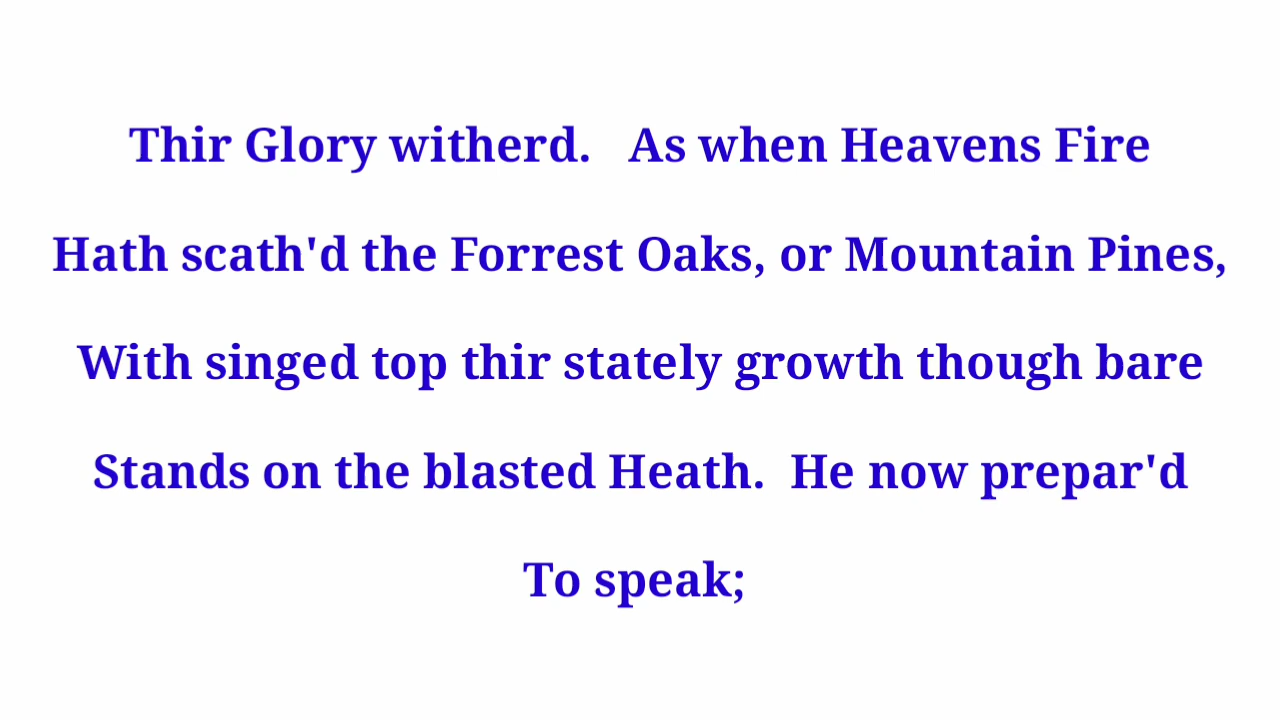 Thir Glory witherd.   As when Heavens Fire
Hath scath'd the Forrest Oaks, or Mountain Pines,
With singed top thir stately growth though bare
Stands on the blasted Heath.  He now prepar'd
To speak;